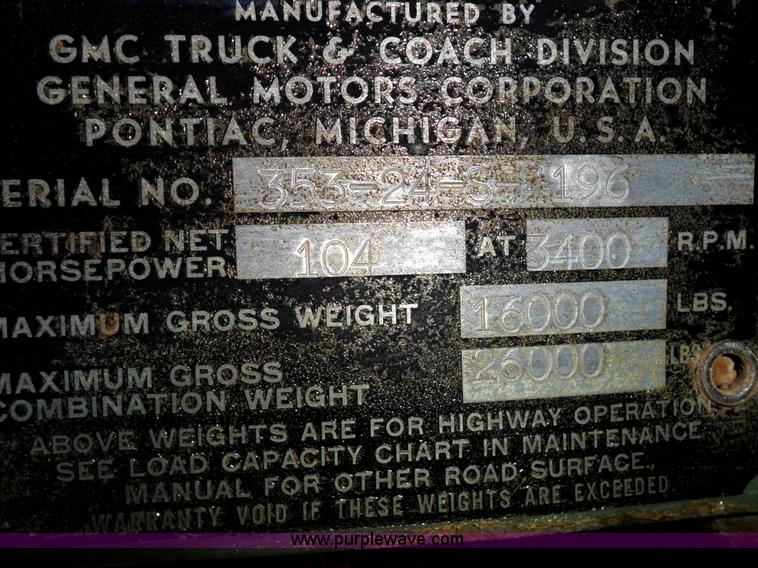 MANUFACTURED BY
GMC TRUCK & COACH DIVISION
GENERAL MOTORS CORPORATION
PONTIAC, MICHIGAN, U.S.A.
ERIAL NO. 353-24-S-4196
ERTIFIED NET
HORSEPOWER 104 AT 3400 R.P.M.
MAXIMUM GROSS WEIGHT 16000 LBS.
MAXIMUM GROSS
COMBINATION WEIGHT 26000 LBS
ABOVE WEIGHTS ARE FOR HIGHWAY OPERATION
SEE LOAD CAPACITY CHART IN MAINTENANCE
MANUAL FOR OTHER ROAD SURFACE.
WARRANTY VOID IF THESE WEIGHTS ARE EXCEEDED
www.purplewave.com